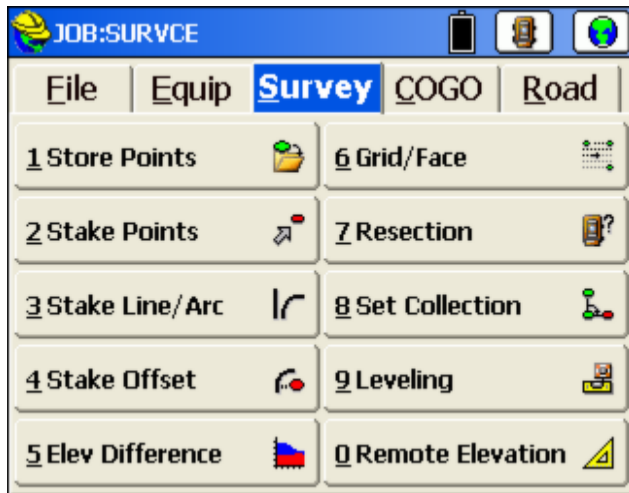 JOB:SURVCE
File Equip Survey COGO Road
1 Store Points
6 Grid/Face
2 Stake Points
7 Resection
?
3 Stake Line/Arc
8 Set Collection
4 Stake Offset
9 Leveling
5 Elev Difference
0 Remote Elevation